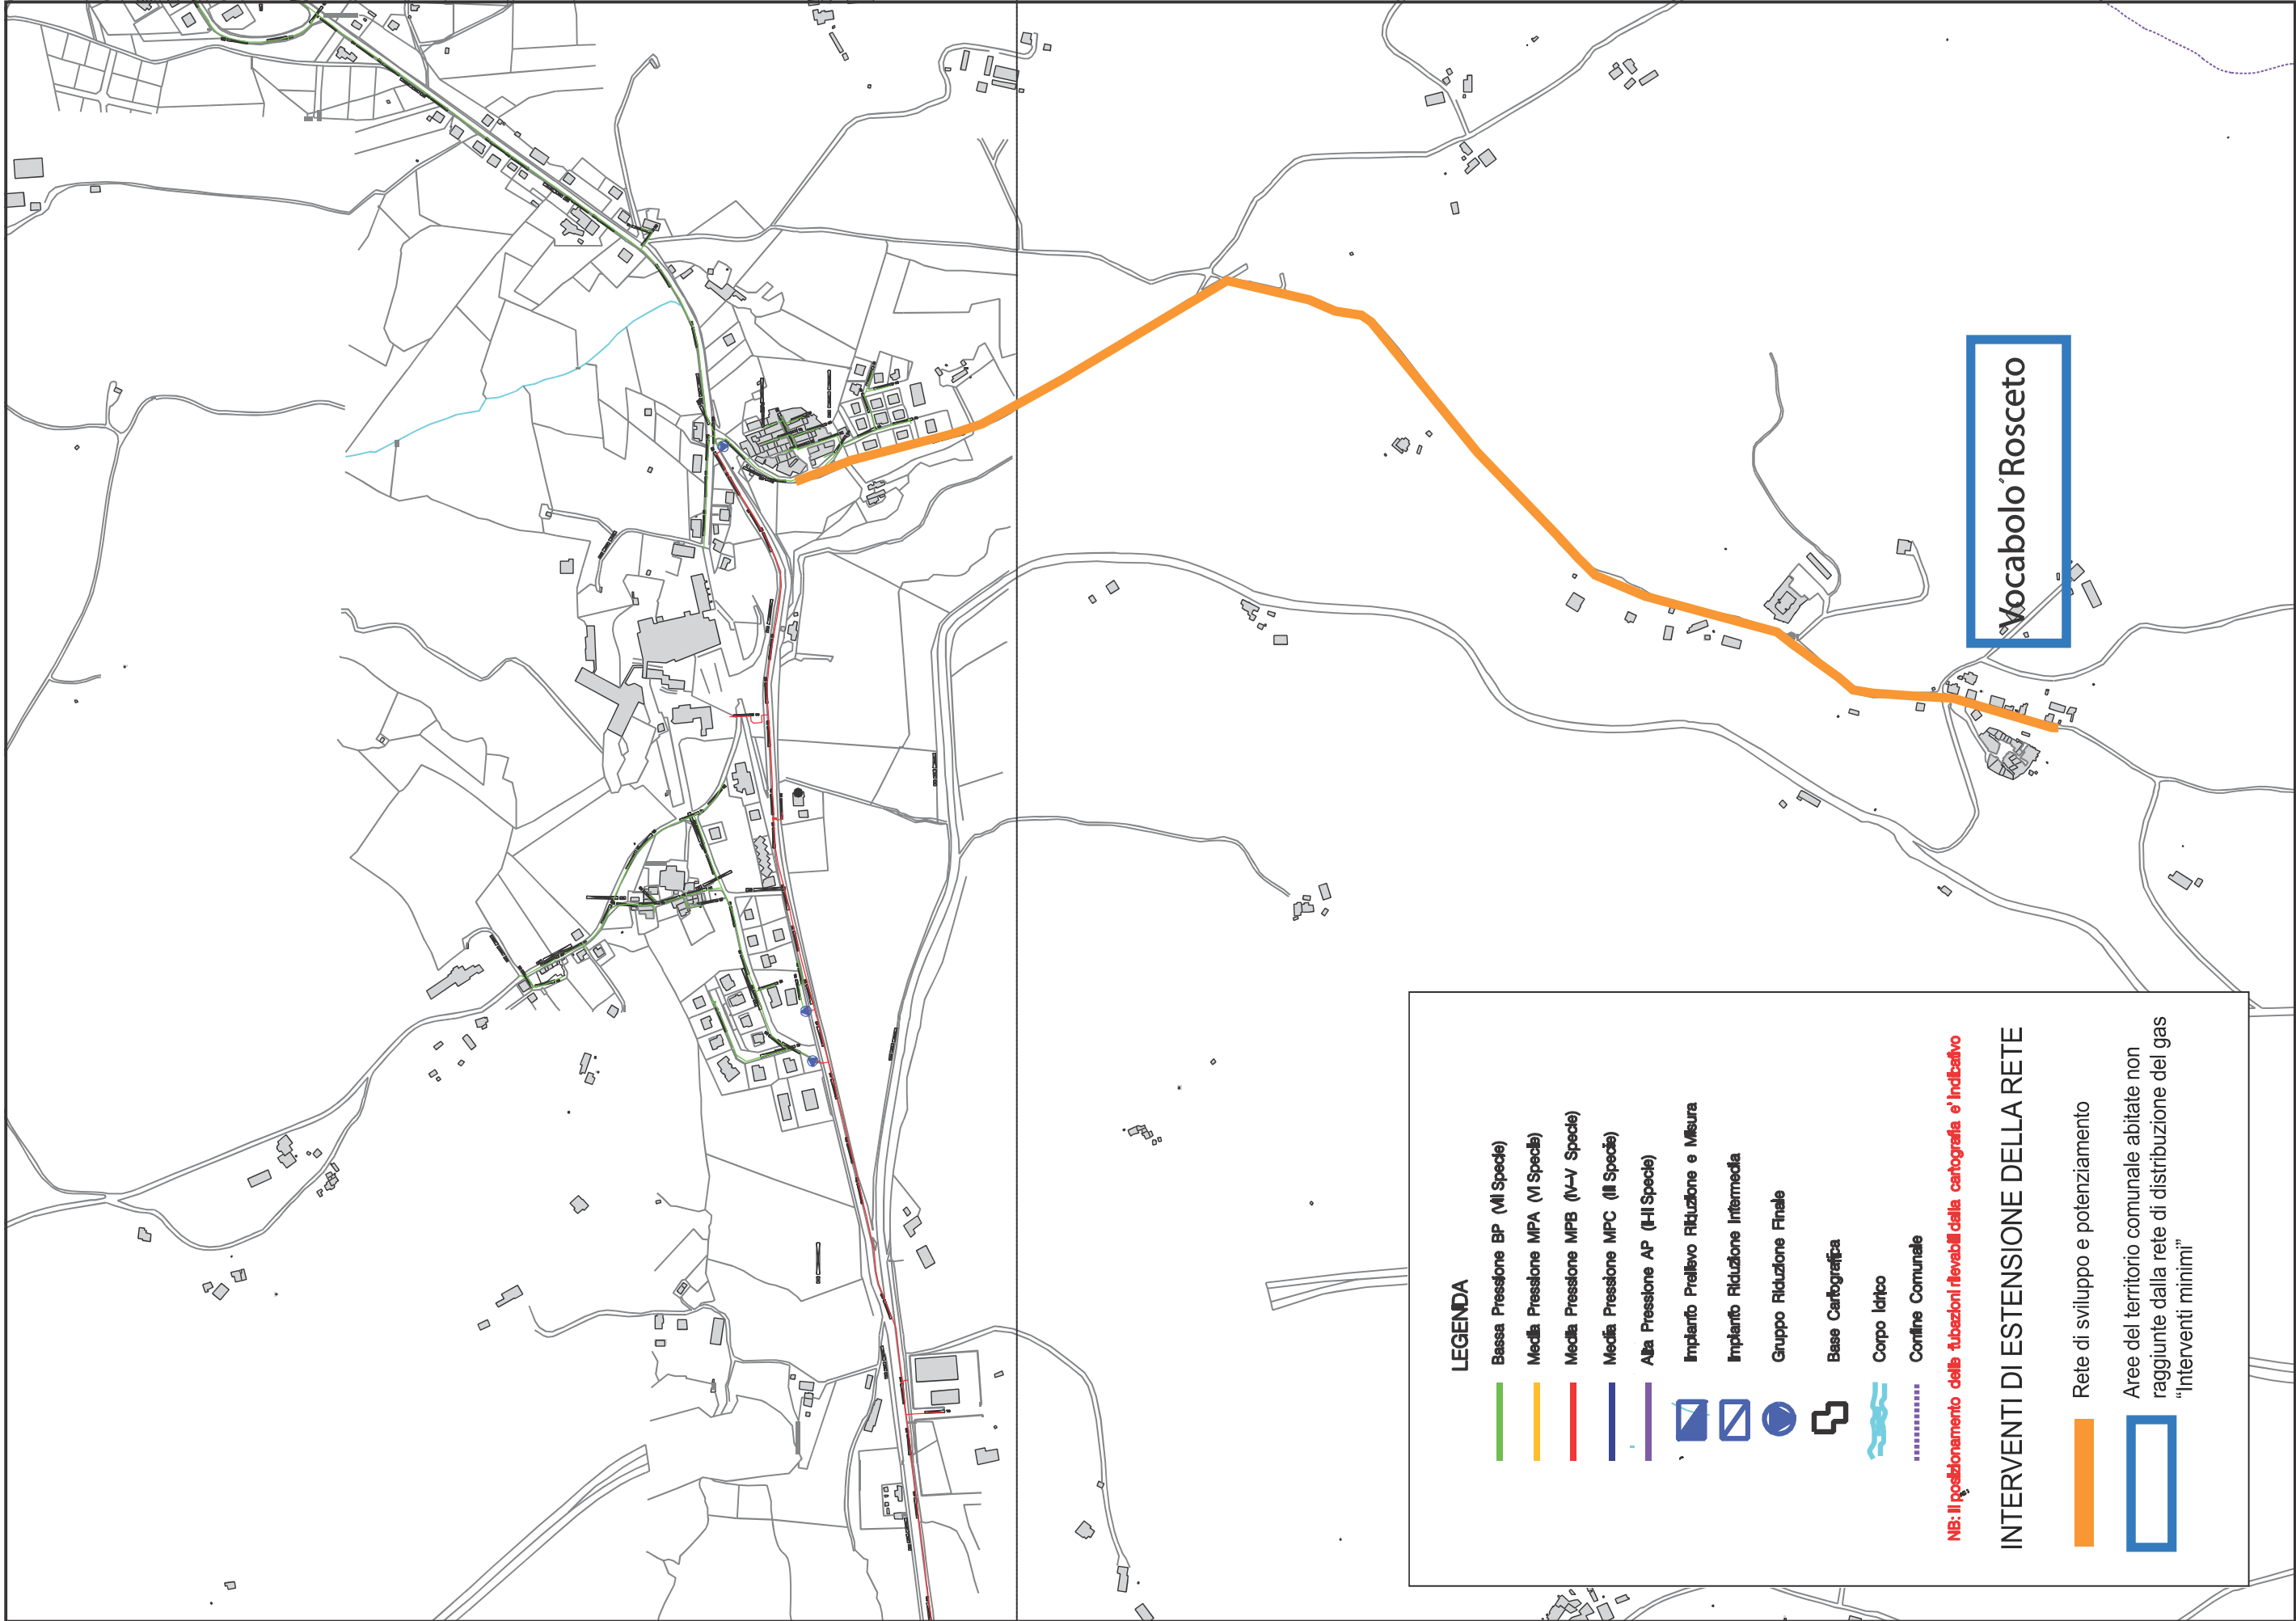 Vocabolo Rosceto
LEGENDA
Bassa Pressione BP (VII Specie)
Media Pressione MPA (VI Specie)
Media Pressione MPB (IV-V Specie)
Media Pressione MPC (III Specie)
Alta Pressione AP (I-II Specie)
Impianto Prelievo Riduzione e Misura
Impianto Riduzione Intermedia
Gruppo Riduzione Finale
Base Cartografica
Corpo Idrico
Confine Comunale
NB: Il posizionamento delle tubazioni rilevabili dalla cartografia e' indicativo
INTERVENTI DI ESTENSIONE DELLA RETE
Rete di sviluppo e potenziamento
Aree del territorio comunale abitate non
raggiunte dalla rete di distribuzione del gas
“Interventi minimi”